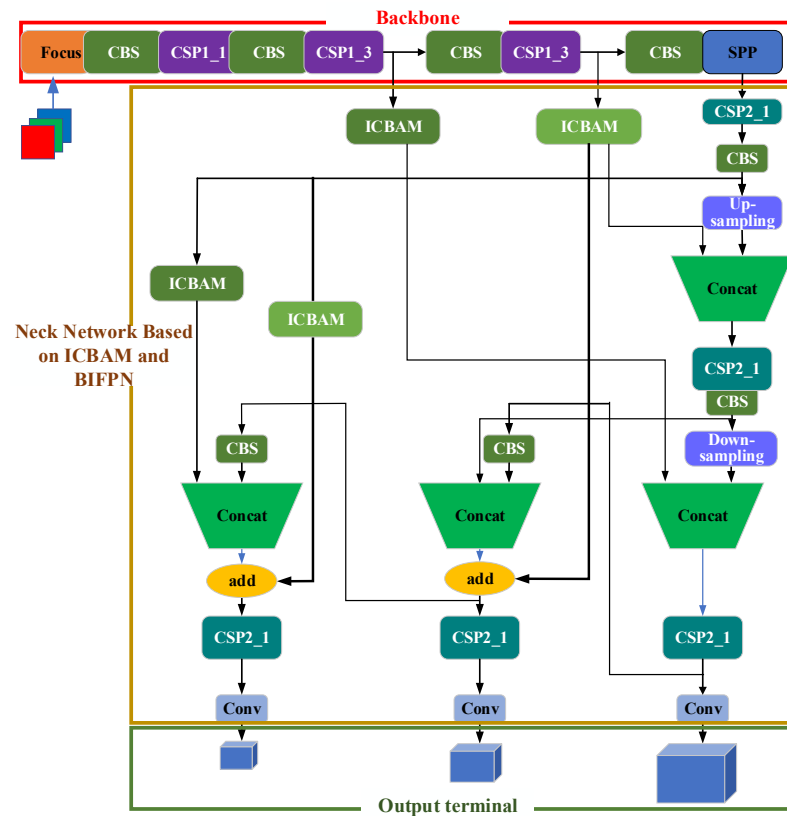 Backbone
Focus
CBS
CSP1_1
CBS
CSP1_3
CBS
CSP1_3
CBS
SPP
ICBAM
ICBAM
CSP2_1
CBS
Up-
sampling
ICBAM
ICBAM
Concat
Neck Network Based
on ICBAM and
BIFPN
CSP2_1
CBS
CBS
CBS
Down-
sampling
Concat
Concat
Concat
add
add
CSP2_1
CSP2_1
CSP2_1
Conv
Conv
Conv
Output terminal